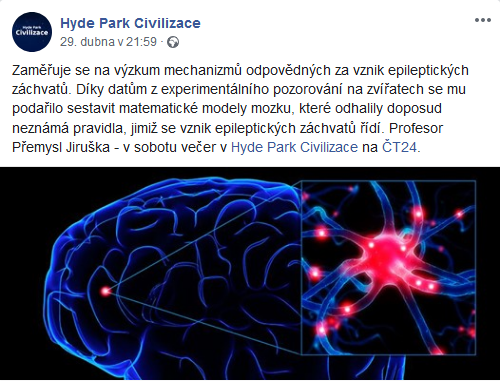 Hyde Park
Civilizace
Hyde Park Civilizace
29. dubna v 21:59 ·
Zaměřuje se na výzkum mechanizmů odpovědných za vznik epileptických
záchvatů. Díky datům z experimentálního pozorování na zvířatech se mu
podařilo sestavit matematické modely mozku, které odhalily doposud
neznámá pravidla, jimiž se vznik epileptických záchvatů řídí. Profesor
Přemysl Jiruška - v sobotu večer v Hyde Park Civilizace na ČT24.